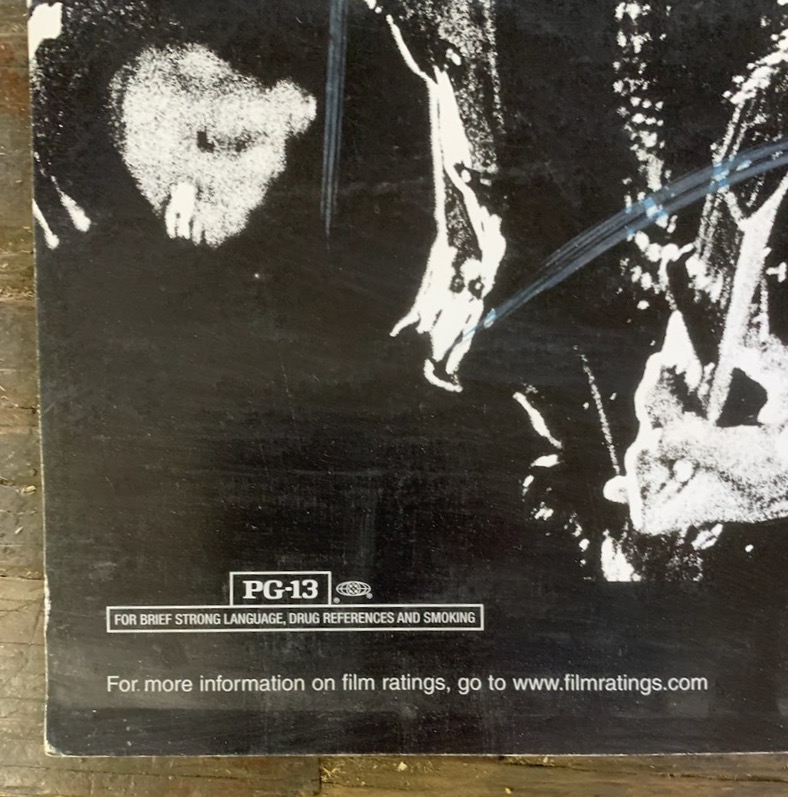 PG-13
FOR BRIEF STRONG LANGUAGE, DRUG REFERENCES AND SMOKING
For more information on film ratings, go to www.filmratings.com